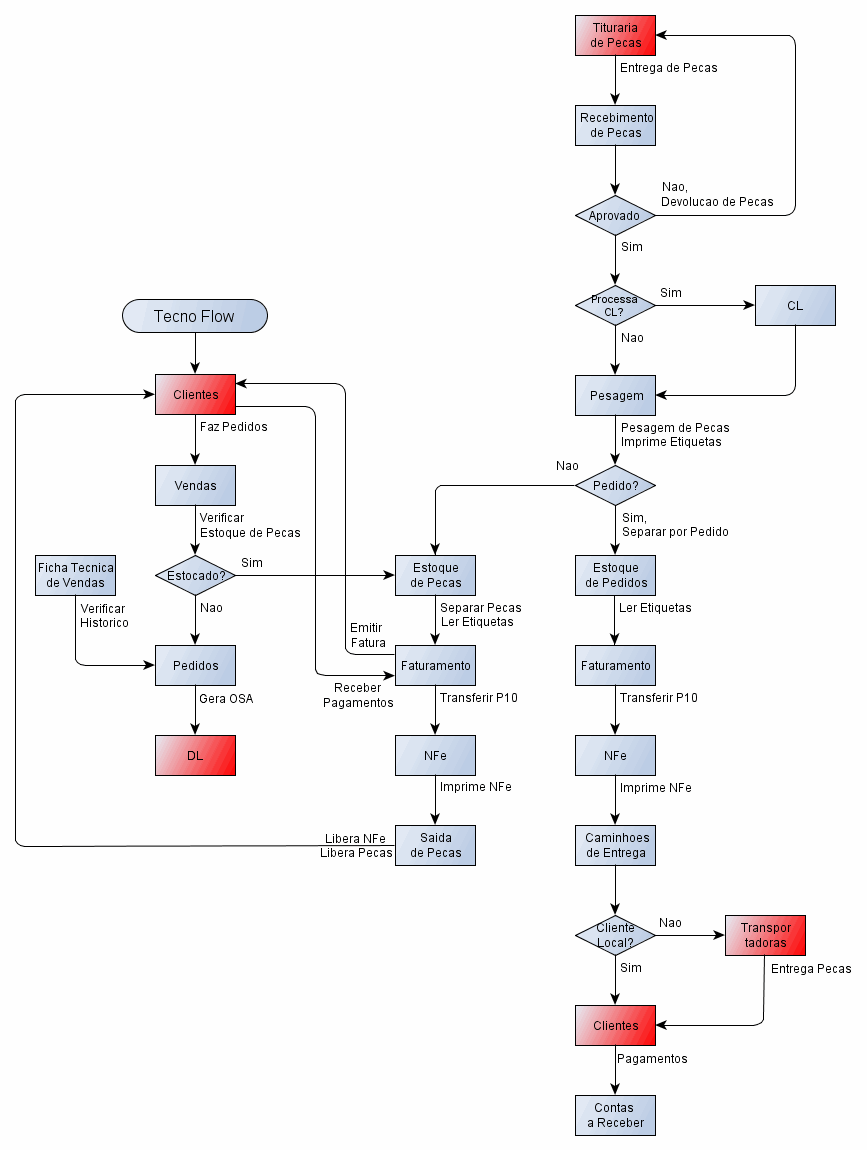 Tituraria
de Pecas
Entrega de Pecas
Recebimento
de Pecas
Nao,
Devolucao de Pecas
Aprovado
Sim
Processa
CL?
Sim
CL
Nao
Tecno Flow
Clientes
Faz Pedidos
Pesagem
Pesagem de Pecas
Imprime Etiquetas
Vendas
Verificar
Estoque de Pecas
Nao
Pedido?
Sim,
Separar por Pedido
Ficha Tecnica
de Vendas
Verificar
Historico
Estocado?
Sim
Nao
Estoque
de Pecas
Separar Pecas
Ler Etiquetas
Estoque
de Pedidos
Ler Etiquetas
Pedidos
Gera OSA
DL
Emitir
Fatura
Receber
Pagamentos
Faturamento
Transferir P10
Faturamento
Transferir P10
NFe
Imprime NFe
NFe
Imprime NFe
Libera NFe
Libera Pecas
Saida
de Pecas
Caminhoes
de Entrega
Cliente
Local?
Nao
Transpor
tadoras
Sim
Entrega Pecas
Clientes
Pagamentos
Contas
a Receber